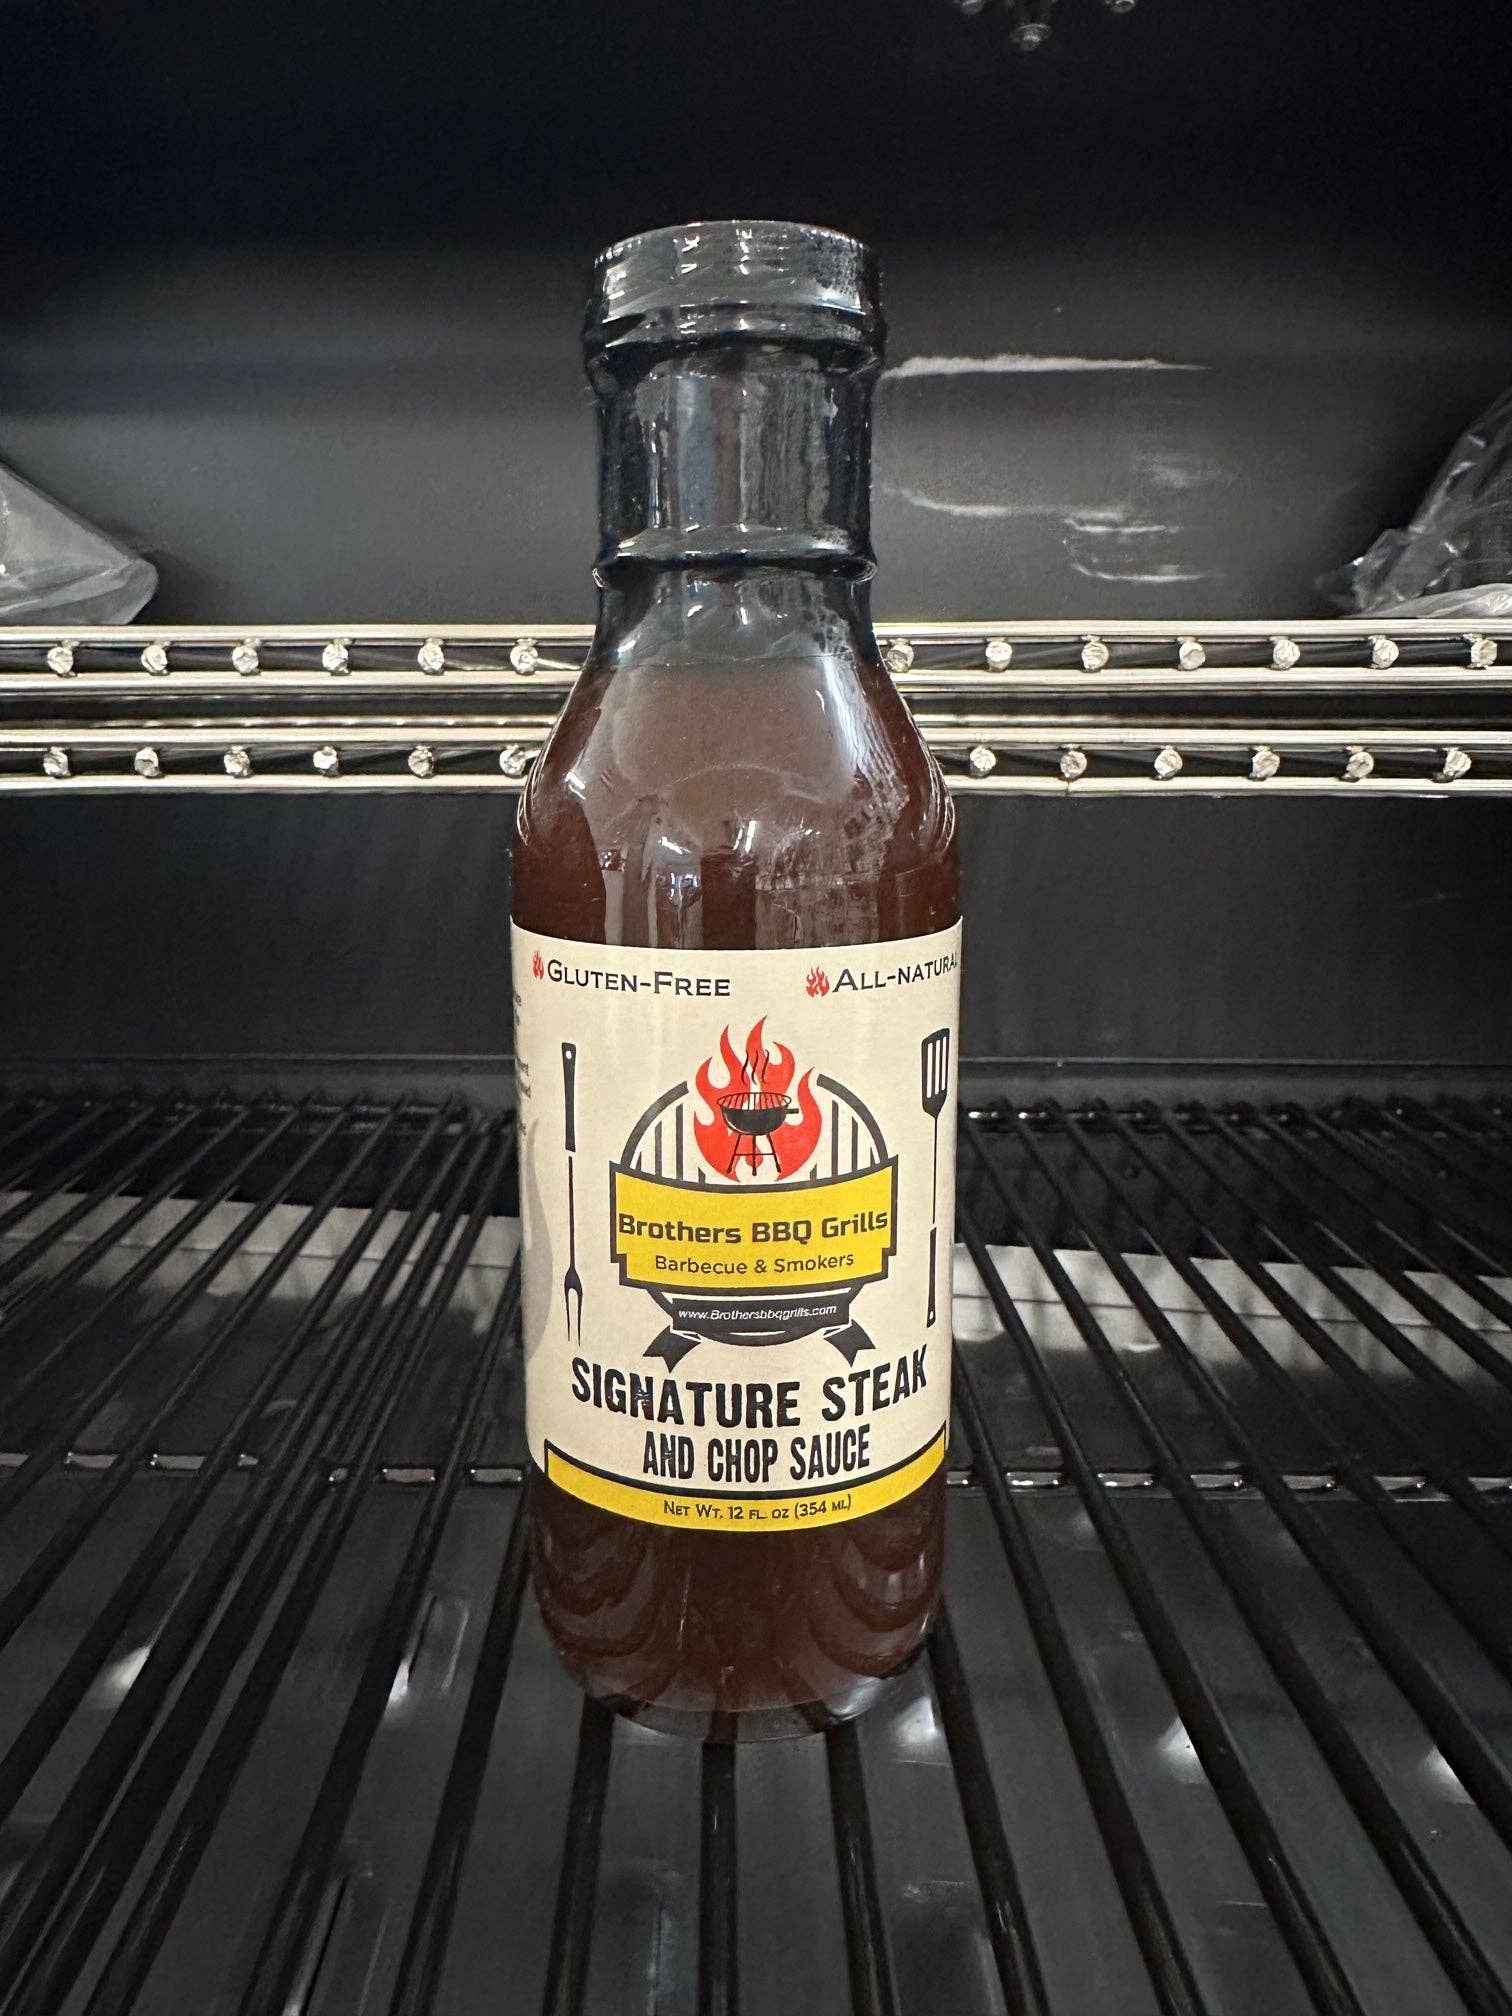 Gluten-Free
All-natural
Brothers BBQ Grills
Barbecue & Smokers
www.Brothersbbqgrills.com
SIGNATURE STEAK
AND CHOP SAUCE
Net Wt. 12 fl oz (354 ml)